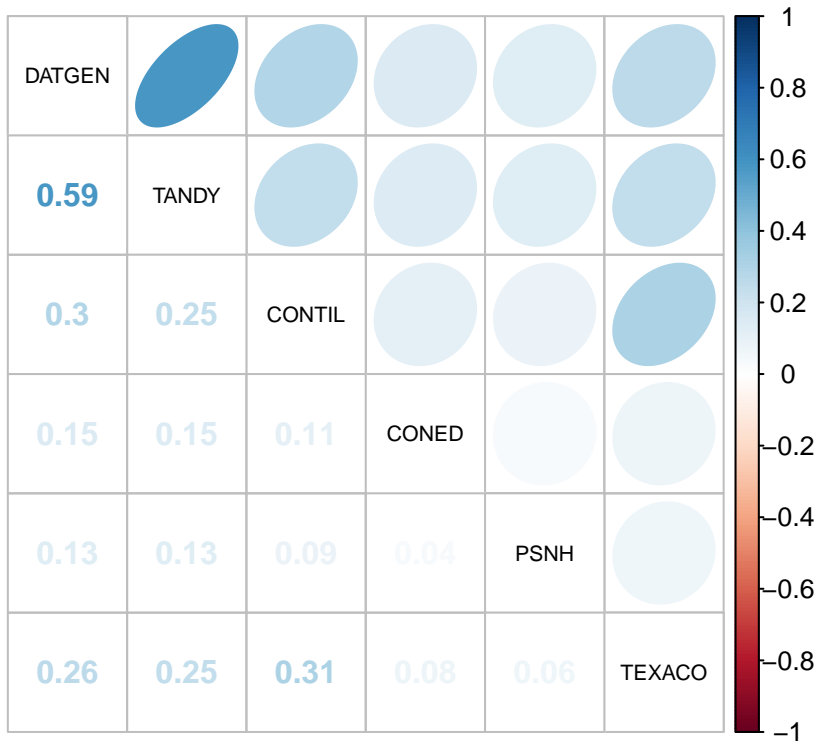 DATGEN
0.59 TANDY
0.3 0.25 CONTIL
0.15 0.15 0.11 CONED
0.13 0.13 0.09 0.04 PSNH
0.26 0.25 0.31 0.08 0.06 TEXACO
1
0.8
0.6
0.4
0.2
0
−0.2
−0.4
−0.6
−0.8
−1